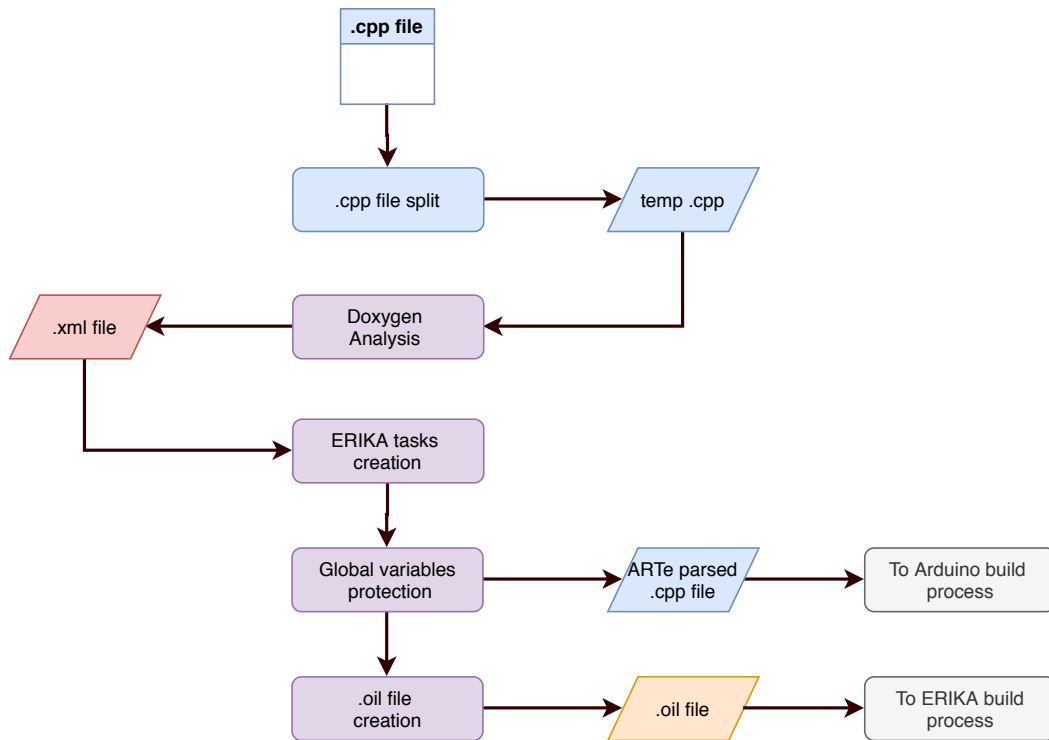 .cpp file
.cpp file split
temp .cpp
Doxygen
Analysis
.xml file
ERIKA tasks
creation
Global variables
protection
ARTe parsed
.cpp file
To Arduino build
process
.oil file
creation
.oil file
To ERIKA build
process